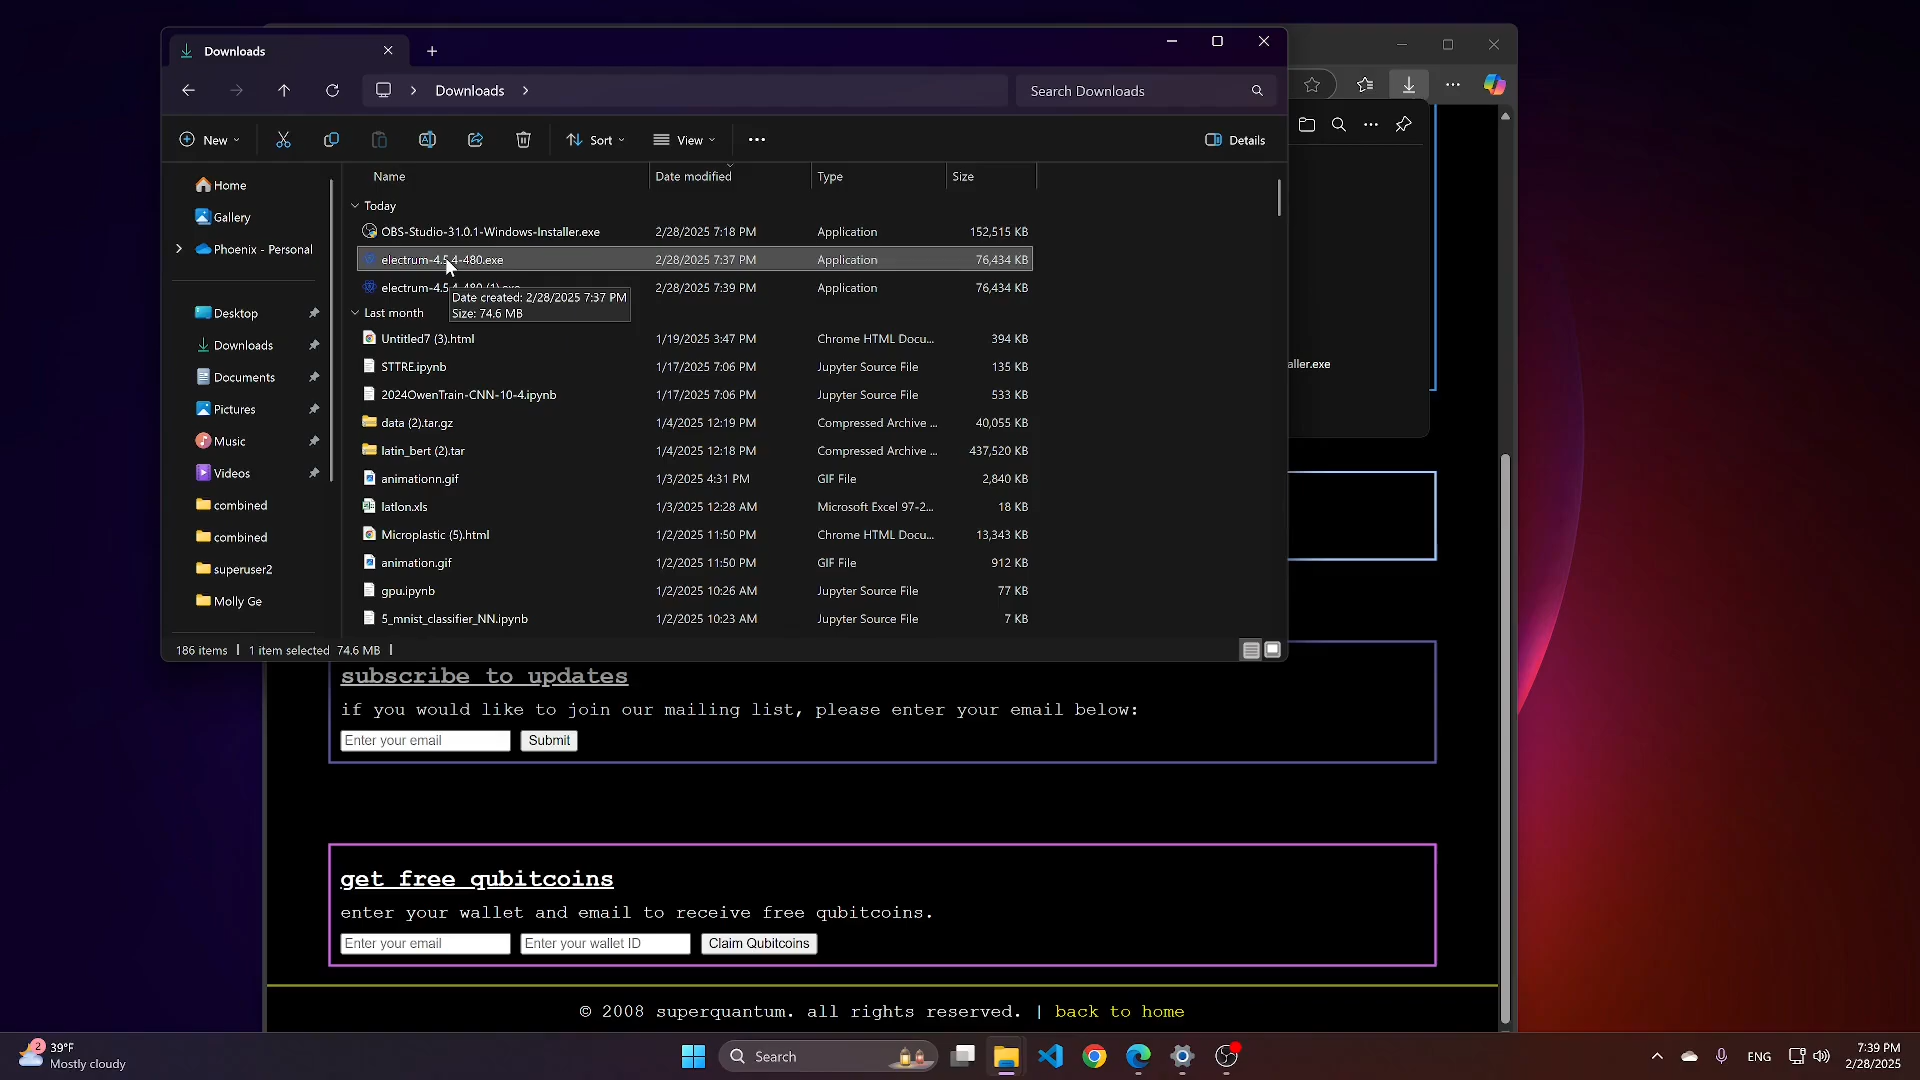 Downloads
Downloads
Search Downloads
New
Sort
View
Details
Name Date modified Type Size
Home
Gallery
Phoenix - Personal
Desktop
Downloads
Documents
Pictures
Music
Videos
combined
combined
superuser2
Molly Ge
Today
OBS-Studio-31.0.1-Windows-Installer.exe 2/28/2025 7:18 PM Application 152,515 KB
electrum-4.5.4-480.exe 2/28/2025 7:37 PM Application 76,434 KB
electrum-4.5.4-480 (1).exe 2/28/2025 7:39 PM Application 76,434 KB
Date created: 2/28/2025 7:37 PM
Size: 74.6 MB
Last month
Untitled7 (3).html 1/19/2025 3:47 PM Chrome HTML Docu... 394 KB
STTRE.ipynb 1/17/2025 7:06 PM Jupyter Source File 135 KB
2024OwenTrain-CNN-10-4.ipynb 1/17/2025 7:06 PM Jupyter Source File 533 KB
data (2).tar.gz 1/4/2025 12:19 PM Compressed Archive ... 40,055 KB
latin_bert (2).tar 1/4/2025 12:18 PM Compressed Archive ... 437,520 KB
animationn.gif 1/3/2025 4:31 PM GIF File 2,840 KB
latlon.xls 1/3/2025 12:28 AM Microsoft Excel 97-2... 18 KB
Microplastic (5).html 1/2/2025 11:50 PM Chrome HTML Docu... 13,343 KB
animation.gif 1/2/2025 11:50 PM GIF File 912 KB
gpu.ipynb 1/2/2025 10:26 AM Jupyter Source File 77 KB
5_mnist_classifier_NN.ipynb 1/2/2025 10:23 AM Jupyter Source File 7 KB
186 items | 1 item selected 74.6 MB |
aller.exe
subscribe to updates
if you would like to join our mailing list, please enter your email below:
Enter your email Submit
get free qubitcoins
enter your wallet and email to receive free qubitcoins.
Enter your email Enter your wallet ID Claim Qubitcoins
© 2008 superquantum. all rights reserved. | back to home
2
39°F
Mostly cloudy
Search
ENG
7:39 PM
2/28/2025